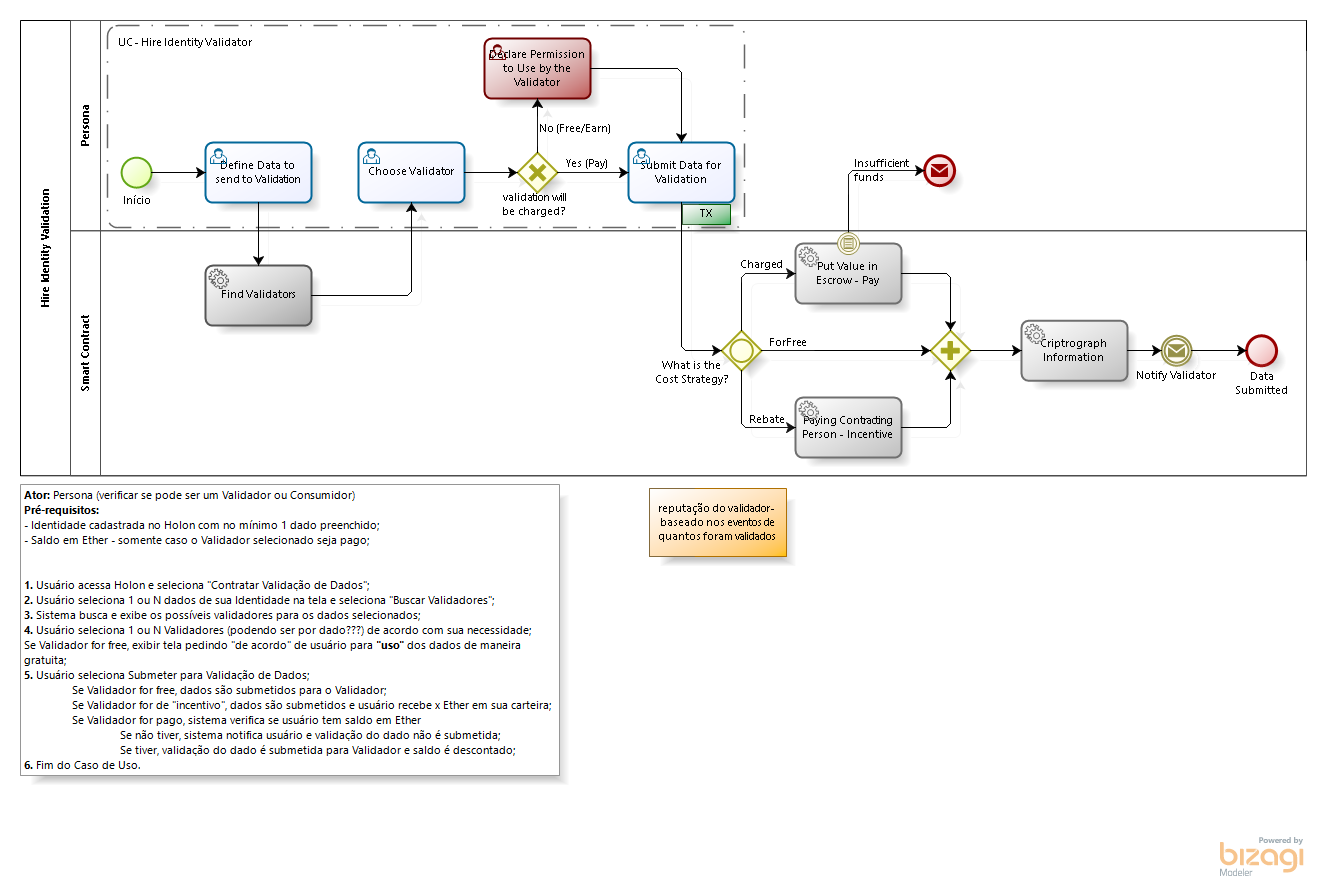 Hire Identity Validation
Persona
Smart Contract
UC - Hire Identity Validator
Início
Define Data to
send to Validation
Find Validators
Choose Validator
validation will
be charged?
No (Free/Earn)
Yes (Pay)
Declare Permission
to Use by the
Validator
Submit Data for
Validation
TX
What is the
Cost Strategy?
Charged
ForFree
Rebate
Put Value in
Escrow - Pay
Insufficient
funds
Paying Contracting
Person - Incentive
Criptograph
Information
Notify Validator
Data
Submitted
Ator: Persona (verificar se pode ser um Validador ou Consumidor)
Pré-requisitos:
- Identidade cadastrada no Holon com no mínimo 1 dado preenchido;
- Saldo em Ether - somente caso o Validador selecionado seja pago;
1. Usuário acessa Holon e seleciona "Contratar Validação de Dados";
2. Usuário seleciona 1 ou N dados de sua Identidade na tela e seleciona "Buscar Validadores";
3. Sistema busca e exibe os possíveis validadores para os dados selecionados;
4. Usuário seleciona 1 ou N Validadores (podendo ser por dado???) de acordo com sua necessidade;
Se Validador for free, exibir tela pedindo "de acordo" de usuário para "uso" dos dados de maneira
gratuita;
5. Usuário seleciona Submeter para Validação de Dados;
Se Validador for free, dados são submetidos para o Validador;
Se Validador for de "incentivo", dados são submetidos e usuário recebe x Ether em sua carteira;
Se Validador for pago, sistema verifica se usuário tem saldo em Ether
Se não tiver, sistema notifica usuário e validação do dado não é submetida;
Se tiver, validação do dado é submetida para Validador e saldo é descontado;
6. Fim do Caso de Uso.
reputação do validador-
baseado nos eventos de
quantos foram validados
Powered by
bizagi
Modeler